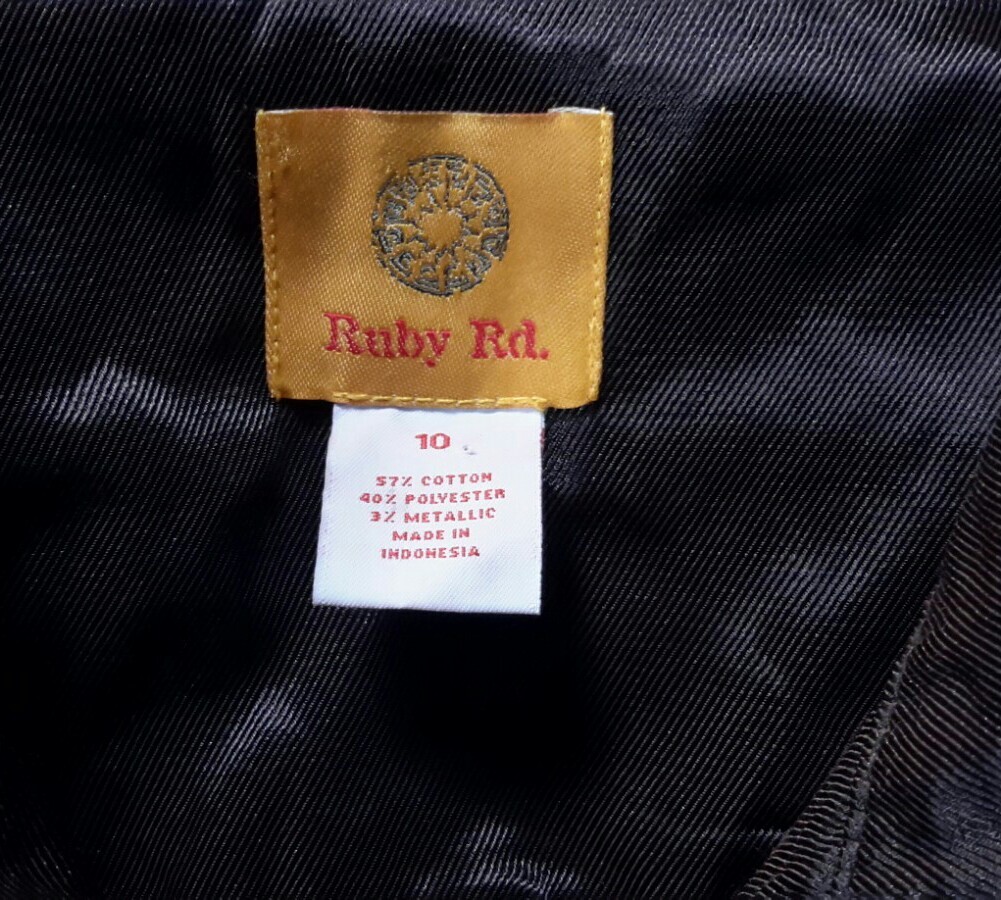 Ruby Rd.
10
57% COTTON
40% POLYESTER
3% METALLIC
MADE IN
INDONESIA